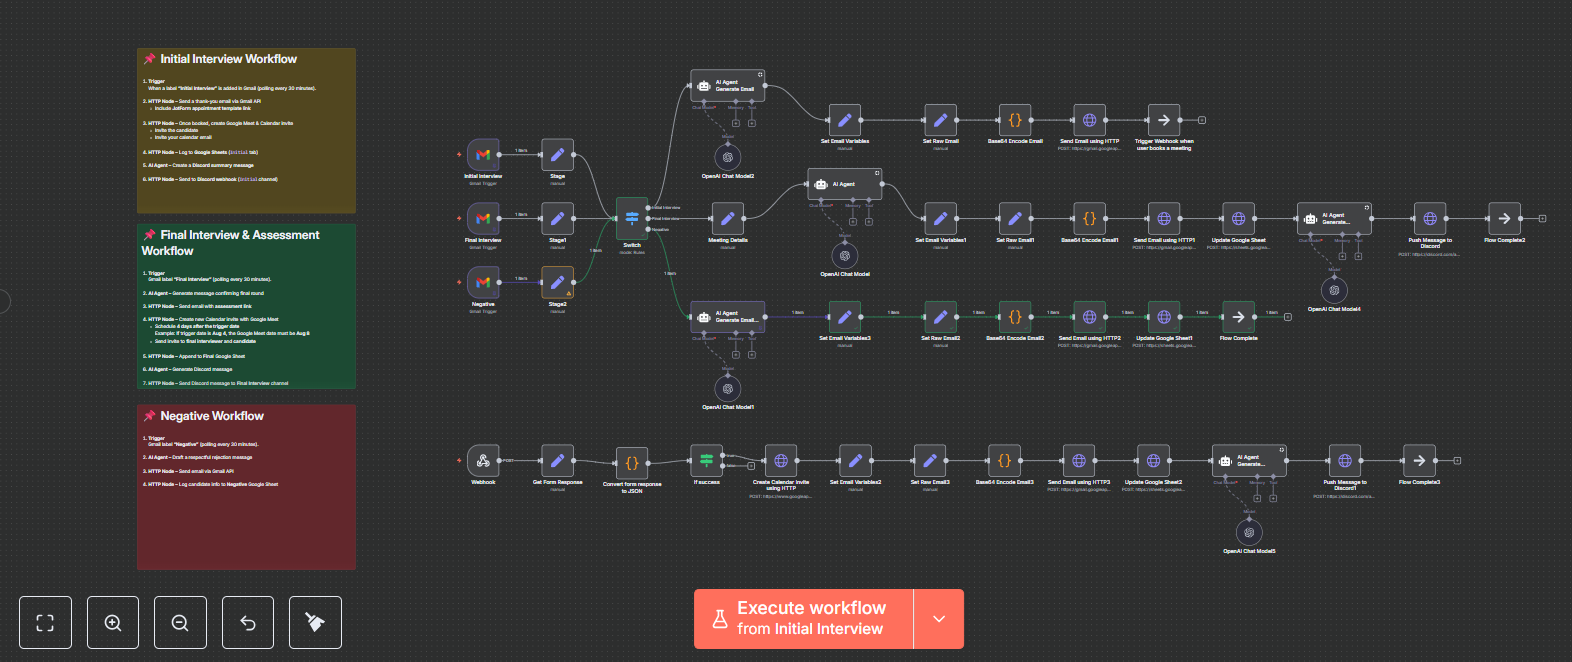 📌 Initial Interview Workflow
1. Trigger
When a label "Initial Interview" is added in Gmail (polling every 30 minutes).
2. HTTP Node – Send a thank-you email via Gmail API
Include JotForm appointment template link
3. HTTP Node – Once booked, create Google Meet & Calendar Invite
Invite the candidate
Invite your calendar email
4. HTTP Node – Log to Google Sheets (Initial tab)
5. AI Agent – Create a Discord summary message
6. HTTP Node – Send to Discord webhook (initial channel)
📌 Final Interview & Assessment
Workflow
1. Trigger
Gmail label "Final Interview" (polling every 30 minutes).
2. AI Agent – Generate message confirming final round
3. HTTP Node – Send email with assessment link
4. HTTP Node – Create new Calendar Invite with Google Meet
Schedule 4 days after the trigger date
Example: If trigger date is Aug 4, the Google Meet date must be Aug 8
Send invite to final interviewer and candidate
5. HTTP Node – Append to Final Google Sheet
6. AI Agent – Generate Discord message
7. HTTP Node – Send Discord message to Final Interview channel
📌 Negative Workflow
1. Trigger
Gmail label "Negative" (polling every 30 minutes).
2. AI Agent – Draft a respectful rejection message
3. HTTP Node – Send email via Gmail API
4. HTTP Node – Log candidate info to Negative Google Sheet
Initial Interview
Gmail Trigger
1 item
Stage
manual
Final Interview
Gmail Trigger
1 item
Stage1
manual
Negative
Gmail Trigger
1 item
Stage2
manual
1 item
Switch
mode: Rules
Initial Interview
Final Interview
Negative
1 item
AI Agent
Generate Email
Chat Model*
Memory
Tool
Model
OpenAI Chat Model2
Set Email Variables
manual
Set Raw Email
manual
Base64 Encode Email
Send Email using HTTP
POST: https://gmail.googleap...
Trigger Webhook when
user books a meeting
Meeting Details
manual
AI Agent
Chat Model*
Memory
Tool
Model
OpenAI Chat Model
Set Email Variables1
manual
Set Raw Email1
manual
Base64 Encode Email1
Send Email using HTTP1
POST: https://gmail.googleap...
Update Google Sheet
POST: https://sheets.googlea...
AI Agent
Generate...
Chat Model*
Memory
Tool
Model
OpenAI Chat Model4
Push Message to
Discord
POST: https://discord.com/a...
Flow Complete2
AI Agent
Generate Email...
Chat Model*
Memory
Tool
Model
OpenAI Chat Model1
1 item
Set Email Variables3
manual
1 item
Set Raw Email2
manual
1 item
Base64 Encode Email2
1 item
Send Email using HTTP2
POST: https://gmail.googleap...
1 item
Update Google Sheet1
POST: https://sheets.googlea...
1 item
Flow Complete
1 item
Webhook
POST
Get Form Response
manual
Convert form response
to JSON
If success
true
false
Create Calendar Invite
using HTTP
POST: https://www.googleap...
Set Email Variables2
manual
Set Raw Email3
manual
Base64 Encode Email3
Send Email using HTTP3
POST: https://gmail.googleap...
Update Google Sheet2
POST: https://sheets.googlea...
AI Agent
Generate...
Chat Model*
Memory
Tool
Model
OpenAI Chat Model5
Push Message to
Discord1
POST: https://discord.com/a...
Flow Complete3
Execute workflow
from Initial Interview